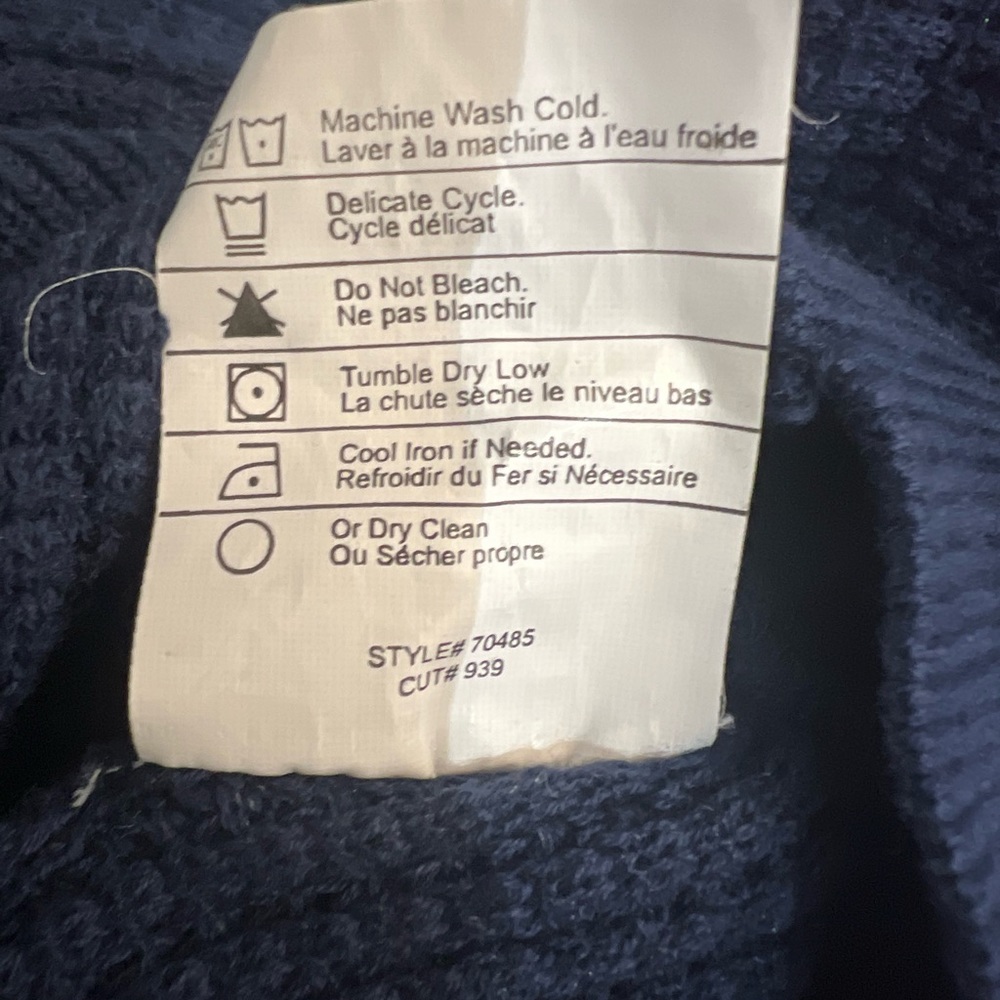 Machine Wash Cold.
Laver à la machine à l'eau froide
Delicate Cycle.
Cycle délicat
Do Not Bleach.
Ne pas blanchir
Tumble Dry Low
La chute sèche le niveau bas
Cool Iron if Needed.
Refroidir du Fer si Nécessaire
Or Dry Clean
Ou Sécher propre
STYLE# 70485
CUT# 939